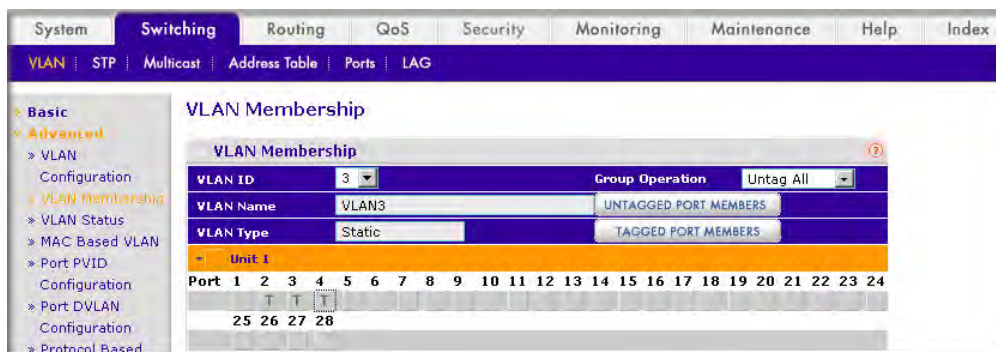 System Switching Routing QoS Security Monitoring Maintenance Help Index
VLAN STP Multicast Address Table Ports LAG
Basic
Advanced
» VLAN
Configuration
» VLAN Membership
» VLAN Status
» MAC Based VLAN
» Port PVID
Configuration
» Port DVLAN
Configuration
» Protocol Based
VLAN Membership
VLAN Membership ?
VLAN ID 3 Group Operation Untag All
VLAN Name VLAN3 UNTAGGED PORT MEMBERS
VLAN Type Static TAGGED PORT MEMBERS
Unit 1
Port 1 2 3 4 5 6 7 8 9 10 11 12 13 14 15 16 17 18 19 20 21 22 23 24
T T T
25 26 27 28